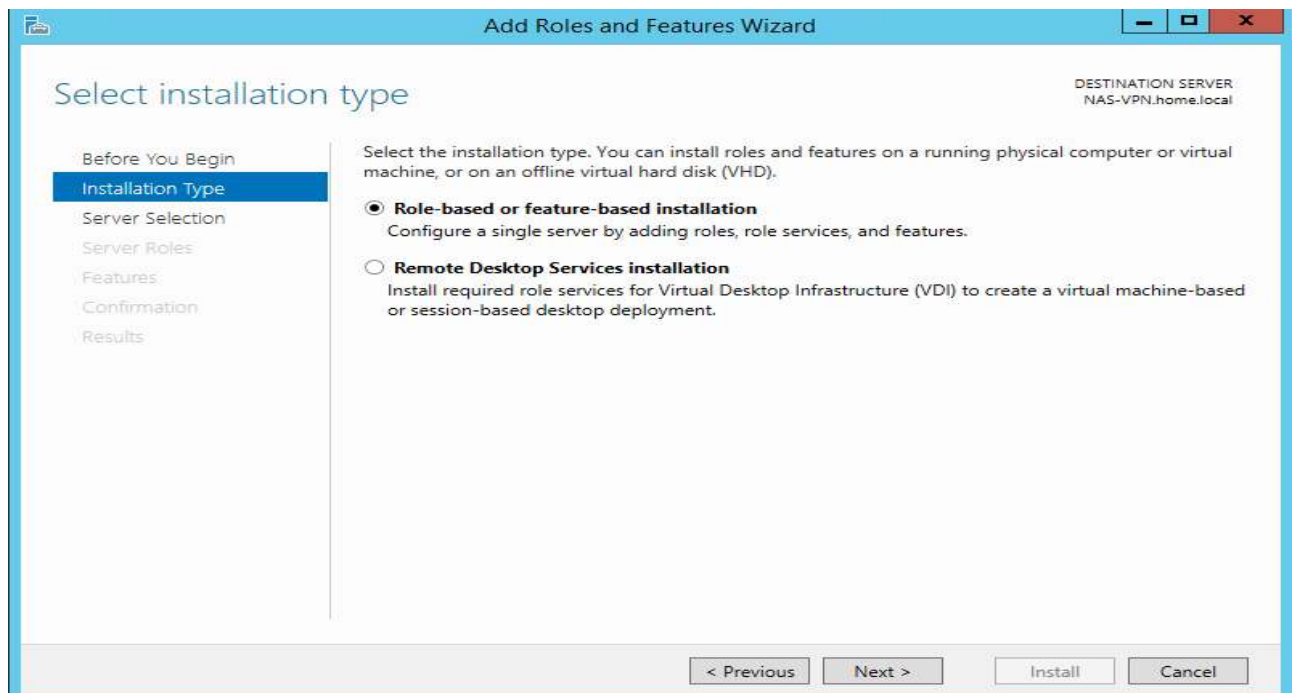 Add Roles and Features Wizard
Select installation type
DESTINATION SERVER
NAS-VPN.home.local
Before You Begin
Installation Type
Server Selection
Server Roles
Features
Confirmation
Results
Select the installation type. You can install roles and features on a running physical computer or virtual
machine, or on an offline virtual hard disk (VHD).
Role-based or feature-based installation
Configure a single server by adding roles, role services, and features.
Remote Desktop Services installation
Install required role services for Virtual Desktop Infrastructure (VDI) to create a virtual machine-based
or session-based desktop deployment.
< Previous
Next >
Install
Cancel